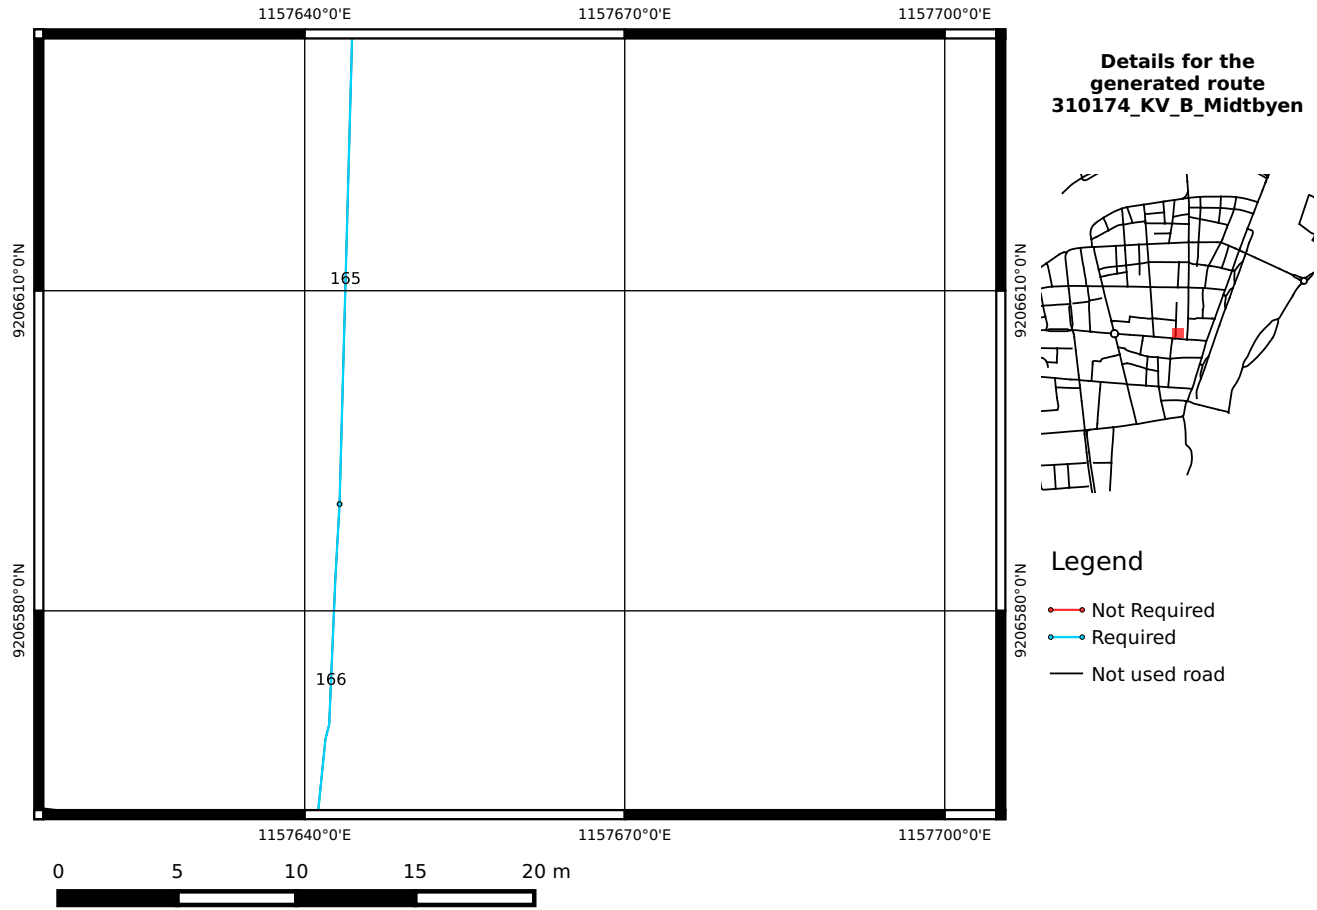 1157640°0'E 1157670°0'E 1157700°0'E
Details for the
generated route
310174_KV_B_Midtbyen
9206610°0'N 9206610°0'N
165
9206580°0'N 9206580°0'N
166
Legend
Not Required
Required
Not used road
1157640°0'E 1157670°0'E 1157700°0'E
0 5 10 15 20 m